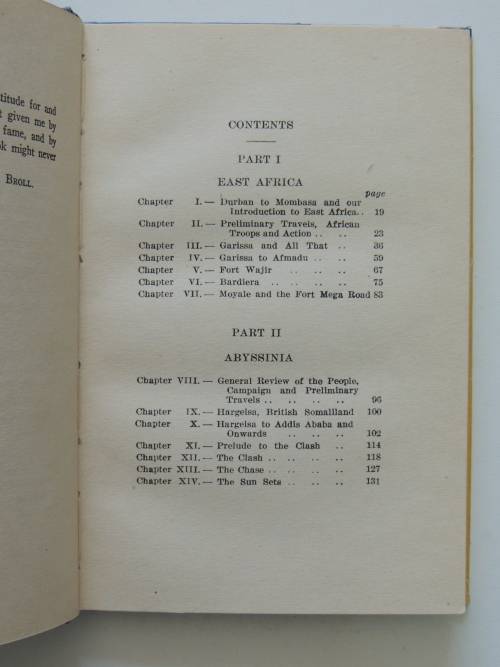 titude for and
t given me by
fame, and by
ok might never
BROLL.
CONTENTS
PART I
EAST AFRICA
page
Chapter I. — Durban to Mombasa and our
Introduction to East Africa. . 19
Chapter II. — Preliminary Travels, African
Troops and Action . . . . 23
Chapter III. — Garissa and All That . . 36
Chapter IV. — Garissa to Afmadu . . . . 59
Chapter V. — Fort Wajir . . . . . . 67
Chapter VI. — Bardiera . . . . . . . . 75
Chapter VII. — Moyale and the Fort Mega Road 83
PART II
ABYSSINIA
Chapter VIII. — General Review of the People,
Campaign and Preliminary
Travels . . . . . . . . 96
Chapter IX. — Hargeisa, British Somaliland 100
Chapter X. — Hargeisa to Addis Ababa and
Onwards . . . . . . 102
Chapter XI. — Prelude to the Clash . . . . 114
Chapter XII. — The Clash . . . . . . . . 118
Chapter XIII. — The Chase . . . . . . . . 127
Chapter XIV. — The Sun Sets . . . . . . 131